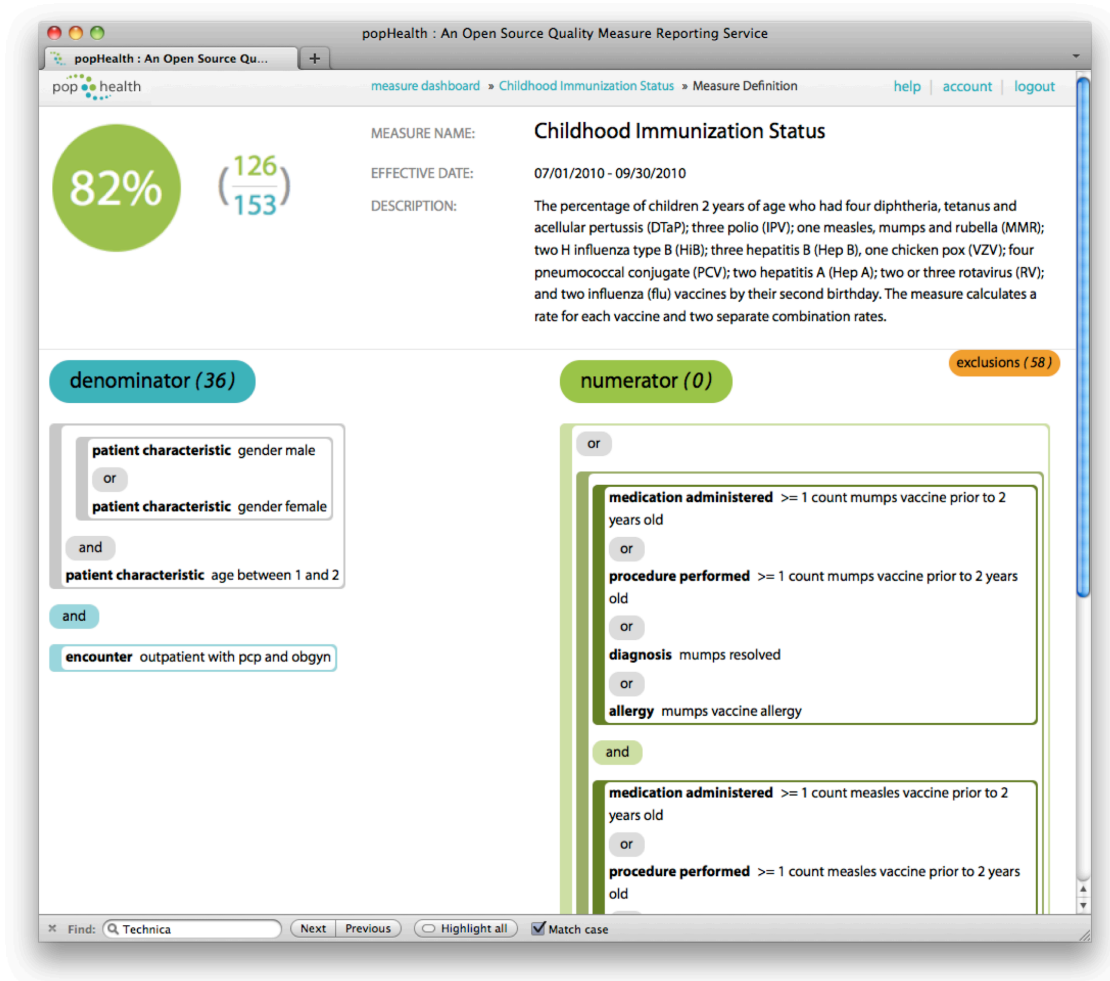 popHealth : An Open Source Quality Measure Reporting Service
popHealth : An Open Source Qu...
+
pop health
measure dashboard » Childhood Immunization Status » Measure Definition
help | account | logout
82%
(126/153)
MEASURE NAME:
Childhood Immunization Status
EFFECTIVE DATE:
07/01/2010 - 09/30/2010
DESCRIPTION:
The percentage of children 2 years of age who had four diphtheria, tetanus and
acellular pertussis (DTaP); three polio (IPV); one measles, mumps and rubella (MMR);
two H influenza type B (HiB); three hepatitis B (Hep B), one chicken pox (VZV); four
pneumococcal conjugate (PCV); two hepatitis A (Hep A); two or three rotavirus (RV);
and two influenza (flu) vaccines by their second birthday. The measure calculates a
rate for each vaccine and two separate combination rates.
denominator (36)
patient characteristic gender male
or
patient characteristic gender female
and
patient characteristic age between 1 and 2
and
encounter outpatient with pcp and obgyn
numerator (0)
exclusions (58)
or
medication administered >= 1 count mumps vaccine prior to 2
years old
or
procedure performed >= 1 count mumps vaccine prior to 2 years
old
or
diagnosis mumps resolved
or
allergy mumps vaccine allergy
and
medication administered >= 1 count measles vaccine prior to 2
years old
or
procedure performed >= 1 count measles vaccine prior to 2 years
old
Find: Technica
Next
Previous
Highlight all
Match case